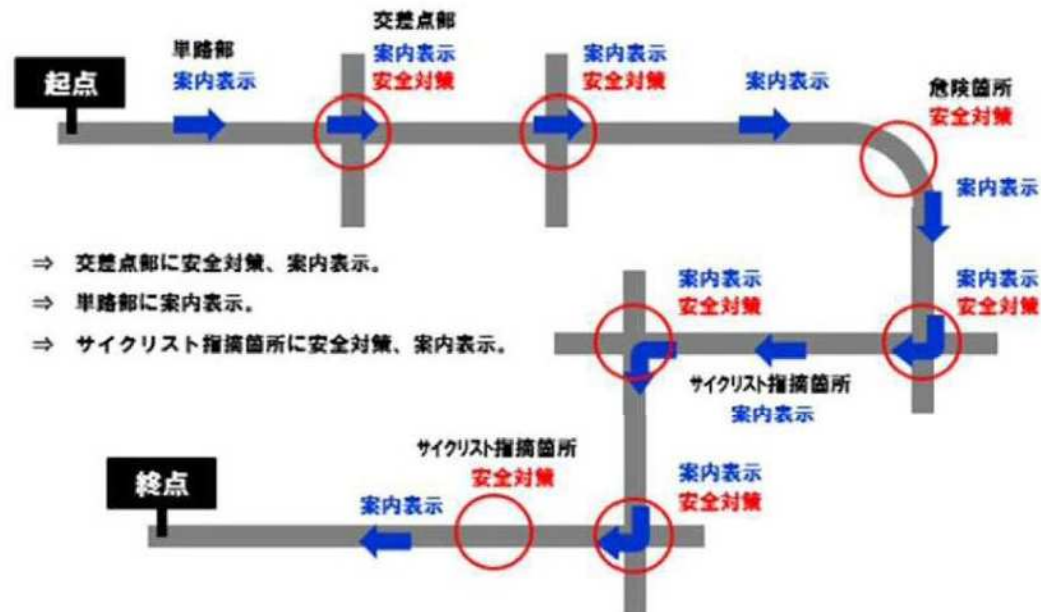 交差点部
単路部
案内表示
案内表示
安全対策
案内表示
安全対策
案内表示
危険箇所
安全対策
起点
案内表示
⇒ 交差点部に安全対策、案内表示。
⇒ 単路部に案内表示。
⇒ サイクリスト指摘箇所に安全対策、案内表示。
案内表示
安全対策
案内表示
安全対策
サイクリスト指摘箇所
案内表示
サイクリスト指摘箇所
安全対策
案内表示
安全対策
終点
案内表示